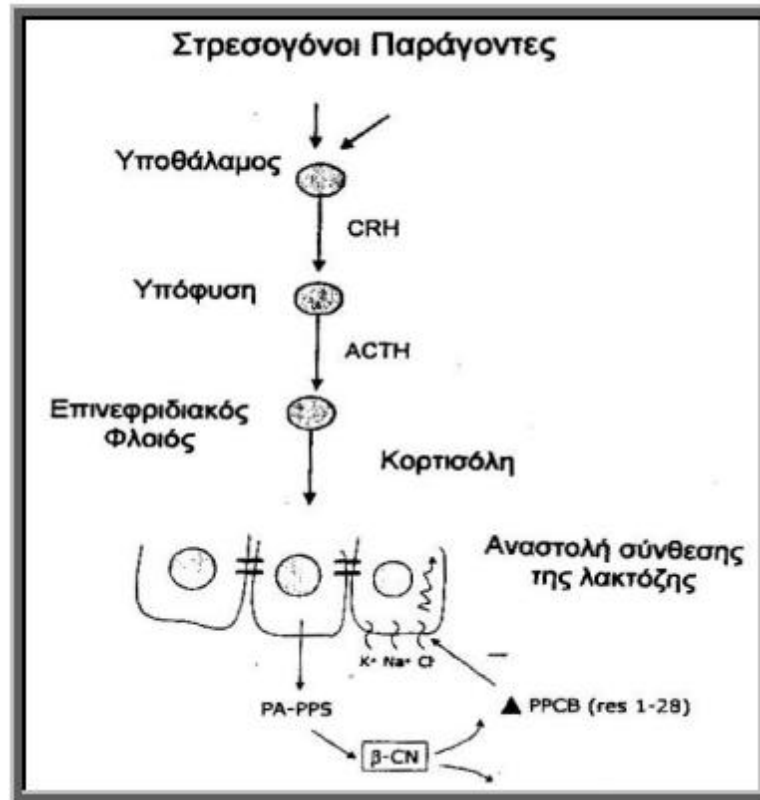 Στρεσογόνοι Παράγοντες
Υποθάλαμος
CRH
Υπόφυση
ACTH
Επινεφριδιακός
Φλοιός
Κορτισόλη
Αναστολή σύνθεσης
της λακτόζης
K+ Na+ Cl
PA-PPS
PPCB (res 1-28)
β-CN